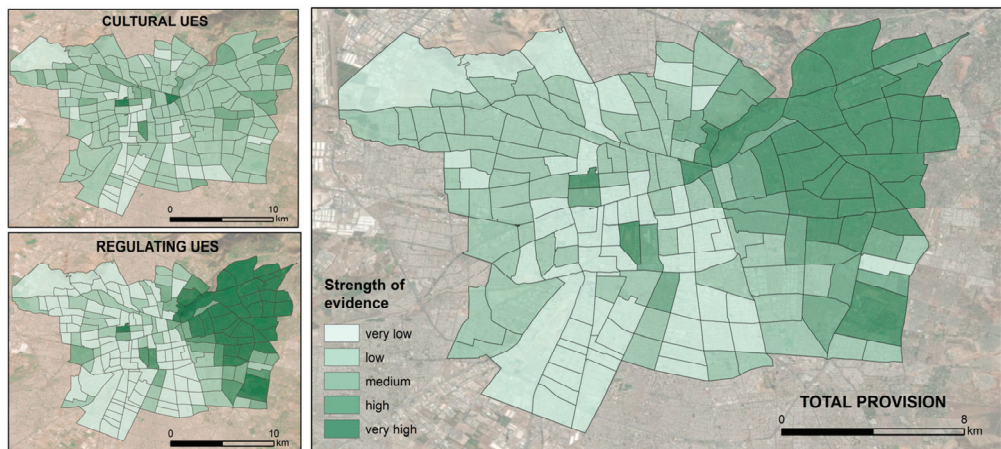 CULTURAL UES
0 10
km
REGULATING UES
0 10
km
Strength of
evidence
very low
low
medium
high
very high
TOTAL PROVISION
0 8
km